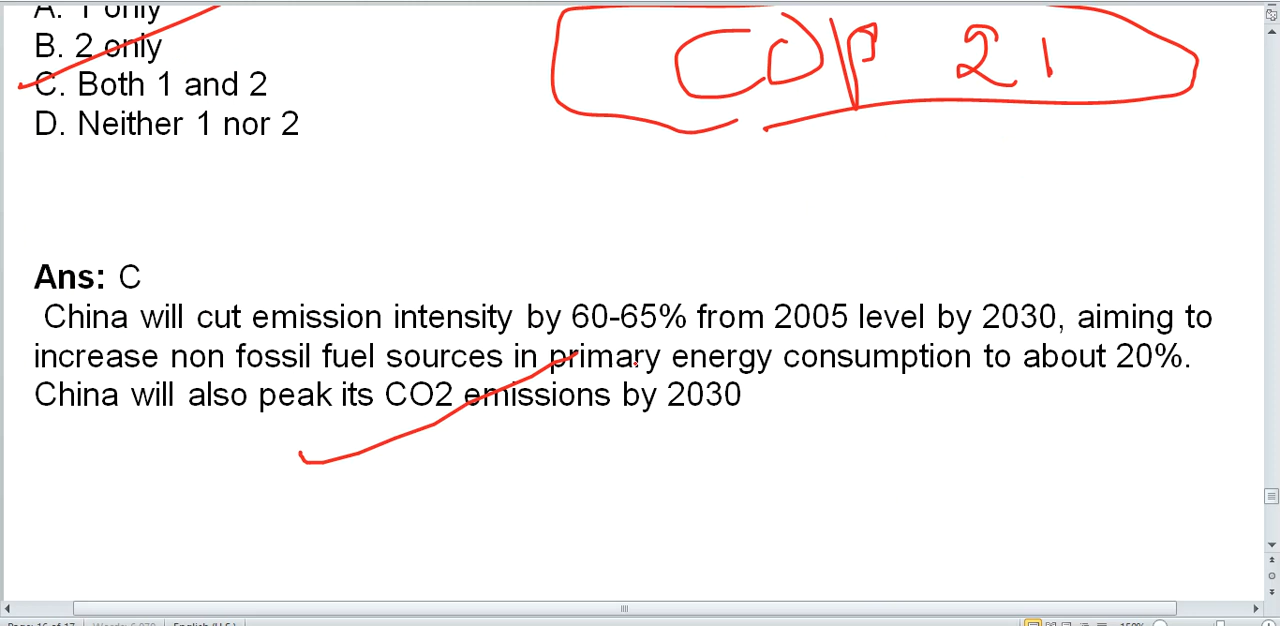 A. 1 only
B. 2 only
C. Both 1 and 2
D. Neither 1 nor 2
COP 21
Ans: C
China will cut emission intensity by 60-65% from 2005 level by 2030, aiming to
increase non fossil fuel sources in primary energy consumption to about 20%.
China will also peak its CO2 emissions by 2030